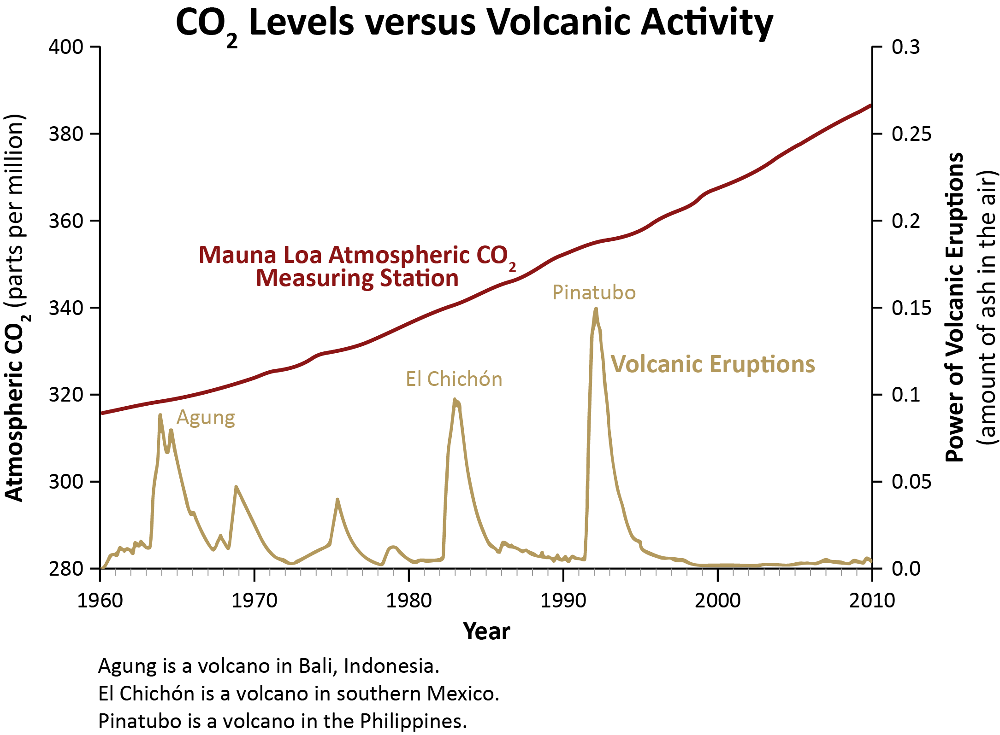 CO₂ Levels versus Volcanic Activity
400
380
360
340
320
300
280
Atmospheric CO₂ (parts per million)
0.3
0.25
0.2
0.15
0.1
0.05
0.0
Power of Volcanic Eruptions
(amount of ash in the air)
Mauna Loa Atmospheric CO₂
Measuring Station
Pinatubo
Volcanic Eruptions
El Chichón
Agung
1960 1970 1980 1990 2000 2010
Year
Agung is a volcano in Bali, Indonesia.
El Chichón is a volcano in southern Mexico.
Pinatubo is a volcano in the Philippines.